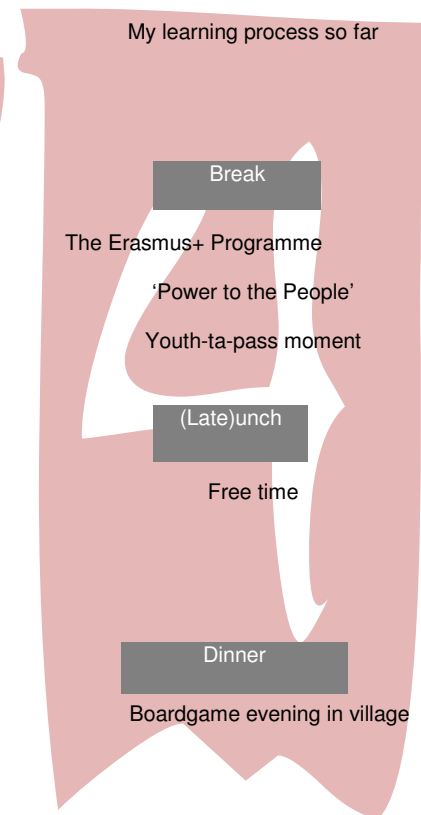 My learning process so far
Break
The Erasmus+ Programme
‘Power to the People’
Youth-ta-pass moment
(Late)unch
Free time
Dinner
Boardgame evening in village